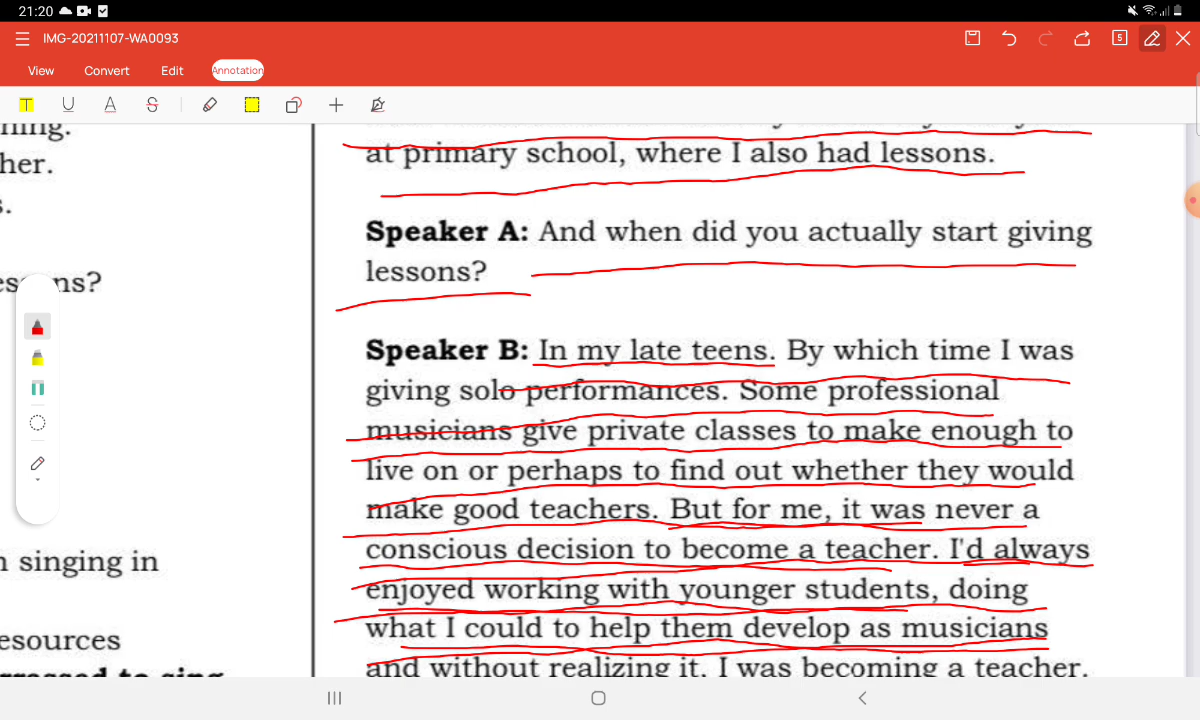 21:20
IMG-20211107-WA0093
5
View Convert Edit Annotation
T U A S
her.
at primary school, where I also had lessons.
Speaker A: And when did you actually start giving
lessons?
Speaker B: In my late teens. By which time I was
giving solo performances. Some professional
musicians give private classes to make enough to
live on or perhaps to find out whether they would
make good teachers. But for me, it was never a
conscious decision to become a teacher. I'd always
enjoyed working with younger students, doing
singing in
what I could to help them develop as musicians
and without realizing it, I was becoming a teacher.